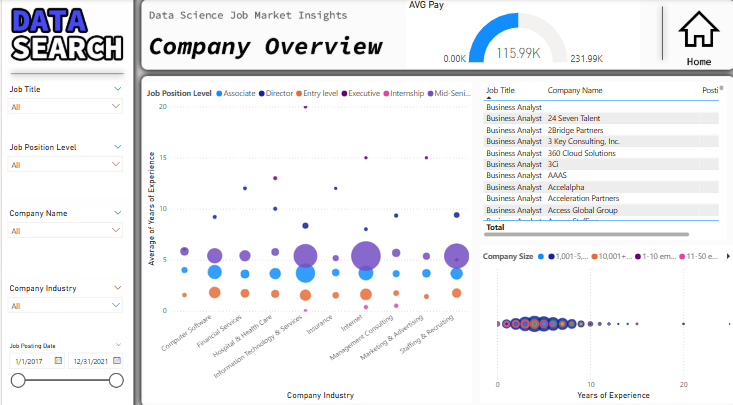 DATA
SEARCH
Data Science Job Market Insights
Company Overview
AVG Pay
0.00K
115.99K
231.99K
Home
Job Title
All
Job Position Level
All
Company Name
All
Company Industry
All
Job Posting Date
1/1/2017
12/31/2021
Job Position Level Associate Director Entry level Executive Internship Mid-Seni...
Average of Years of Experience
20
15
10
5
0
Computer Software
Financial Services
Hospital & Health Care
Information Technology & Services
Insurance
Internet
Management Consulting
Marketing & Advertising
Staffing & Recruiting
Company Industry
Job Title Company Name Posti
Business Analyst
Business Analyst 24 Seven Talent
Business Analyst 2Bridge Partners
Business Analyst 3 Key Consulting, Inc.
Business Analyst 360 Cloud Solutions
Business Analyst 3Ci
Business Analyst AAAS
Business Analyst Accelalpha
Business Analyst Acceleration Partners
Business Analyst Access Global Group
Total
Company Size 1,001-5,... 10,001+... 1-10 em... 11-50 e...
0 10 20
Years of Experience